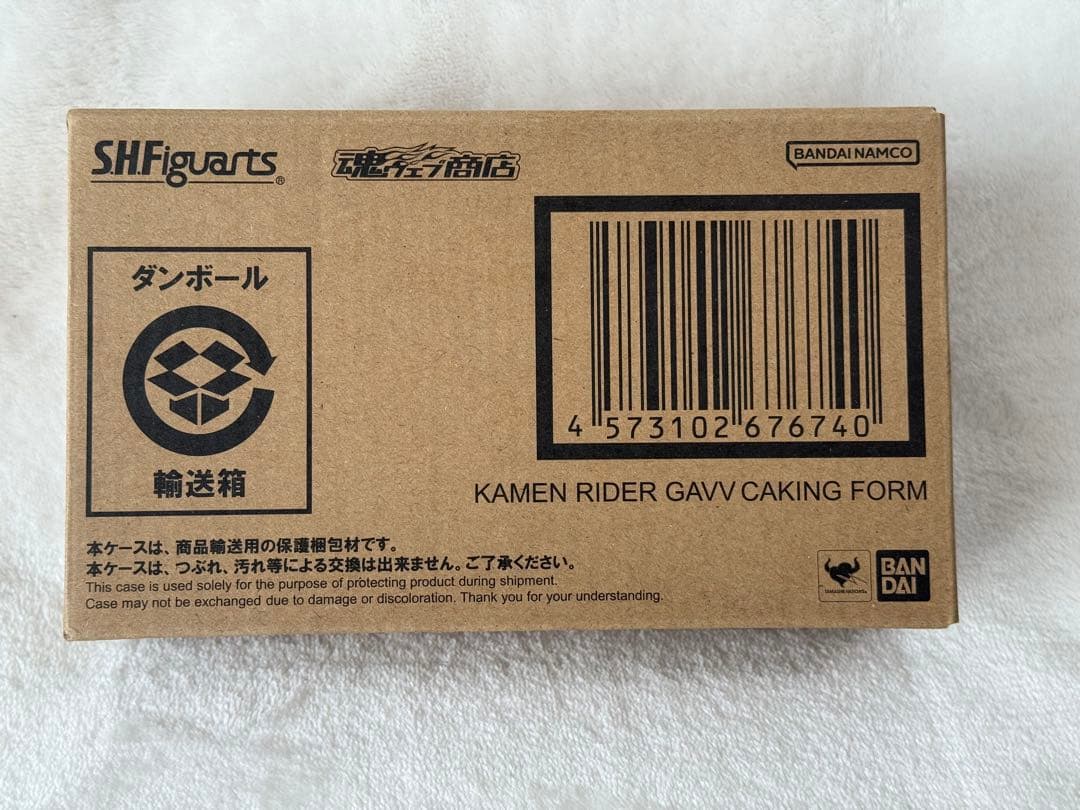 S.H.Figuarts®
魂ウェブ商店
BANDAI NAMCO
ダンボール
輸送箱
4 573102 676740
KAMEN RIDER GAVV CAKING FORM
本ケースは、商品輸送用の保護梱包材です。
本ケースは、つぶれ、汚れ等による交換は出来ません。ご了承ください。
This case is used solely for the purpose of protecting product during shipment.
Case may not be exchanged due to damage or discoloration. Thank you for your understanding.
TAMASHII NATIONS
BAN
DAI